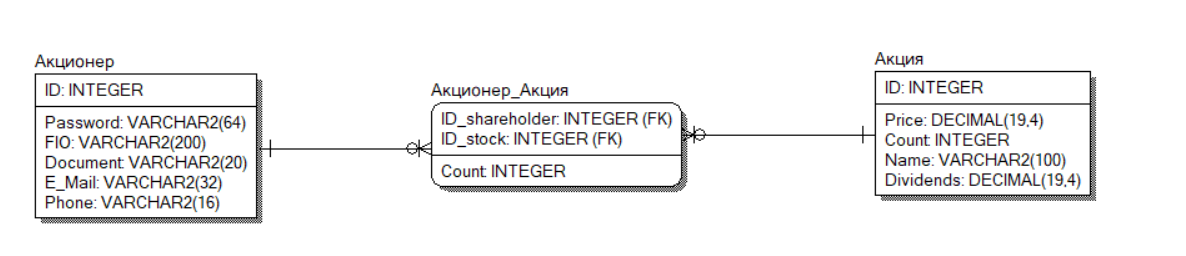 Акционер
ID: INTEGER
Password: VARCHAR2(64)
FIO: VARCHAR2(200)
Document: VARCHAR2(20)
E_Mail: VARCHAR2(32)
Phone: VARCHAR2(16)
Акционер_Акция
ID_shareholder: INTEGER (FK)
ID_stock: INTEGER (FK)
Count: INTEGER
Акция
ID: INTEGER
Price: DECIMAL(19,4)
Count: INTEGER
Name: VARCHAR2(100)
Dividends: DECIMAL(19,4)